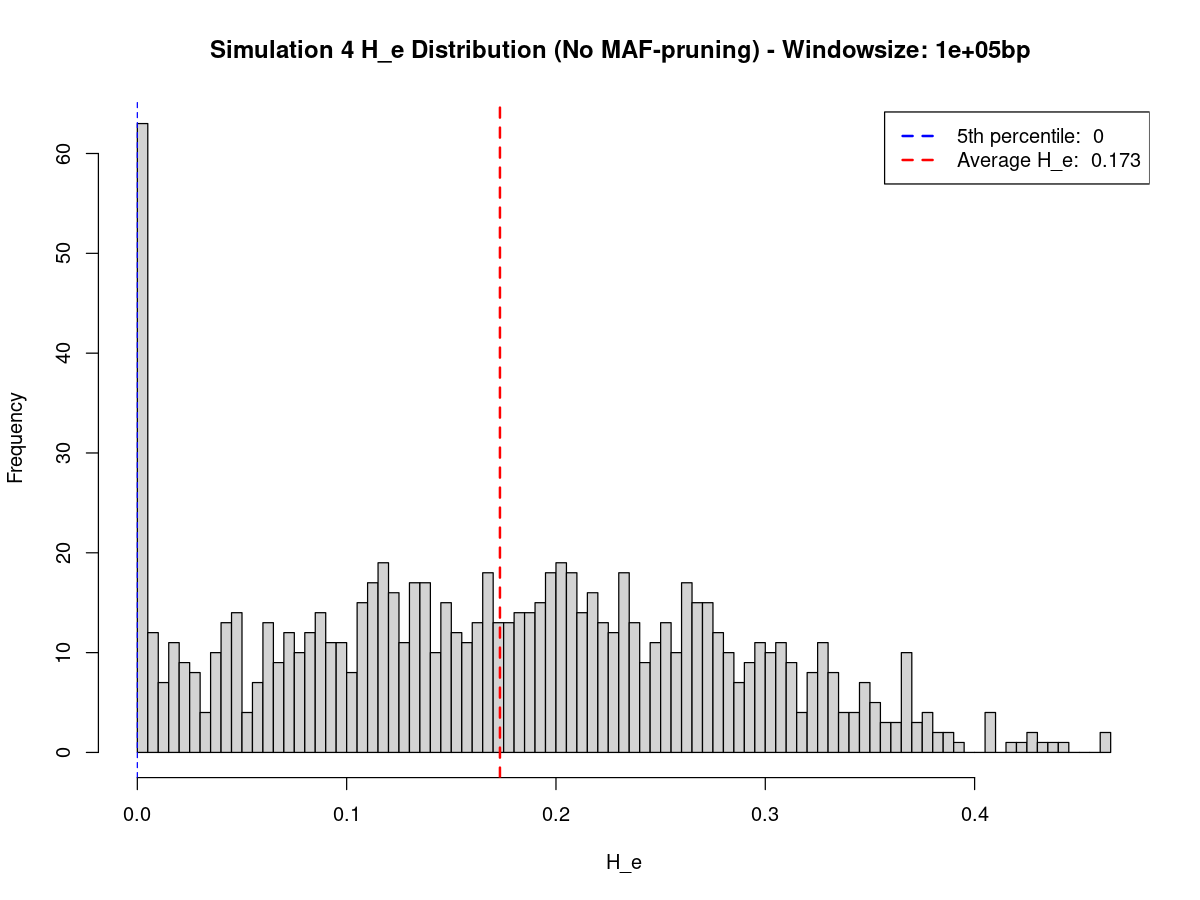 Simulation 4 H_e Distribution (No MAF-pruning) - Windowsize: 1e+05bp
5th percentile:  0
Average H_e:  0.173
Frequency
60
50
40
30
20
10
0
0.0 0.1 0.2 0.3 0.4
H_e